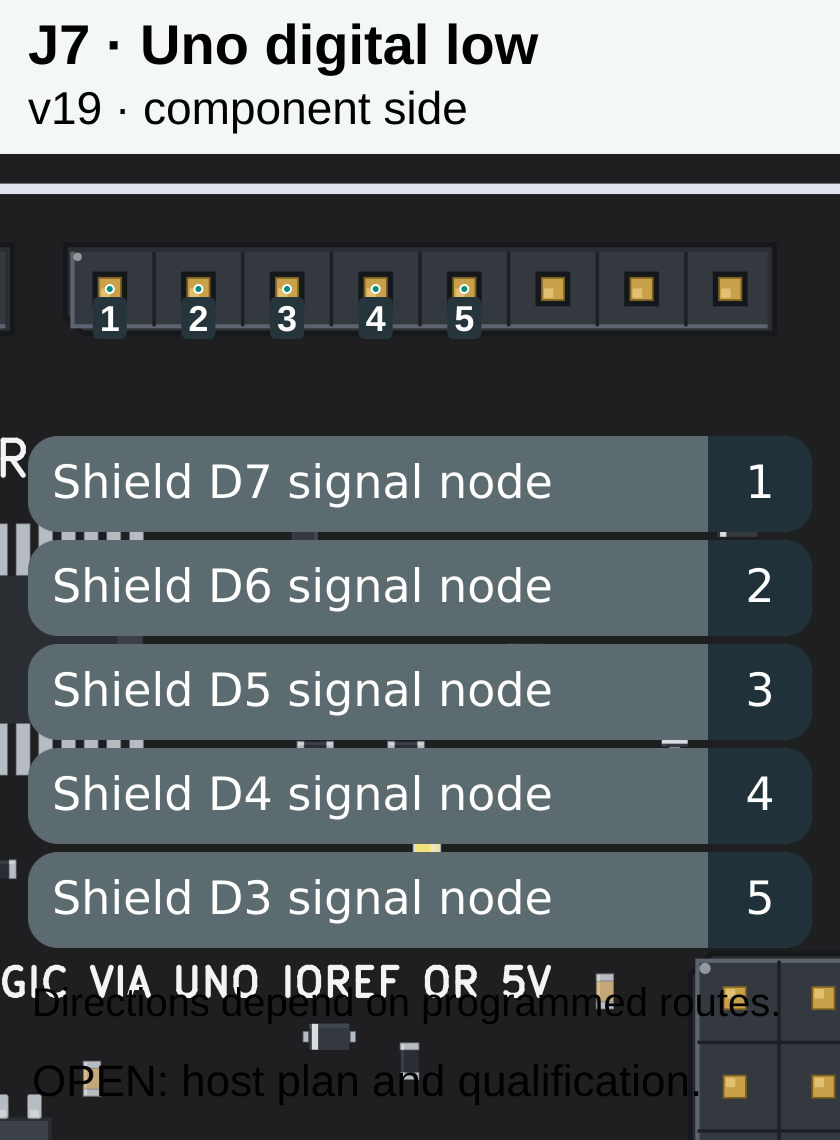 J7 · Uno digital low
v19 · component side
1 2 3 4 5
R
Shield D7 signal node 1
Shield D6 signal node 2
Shield D5 signal node 3
Shield D4 signal node 4
Shield D3 signal node 5
GIC VIA UNO IOREF OR 5V
Directions depend on programmed routes.
OPEN: host plan and qualification.